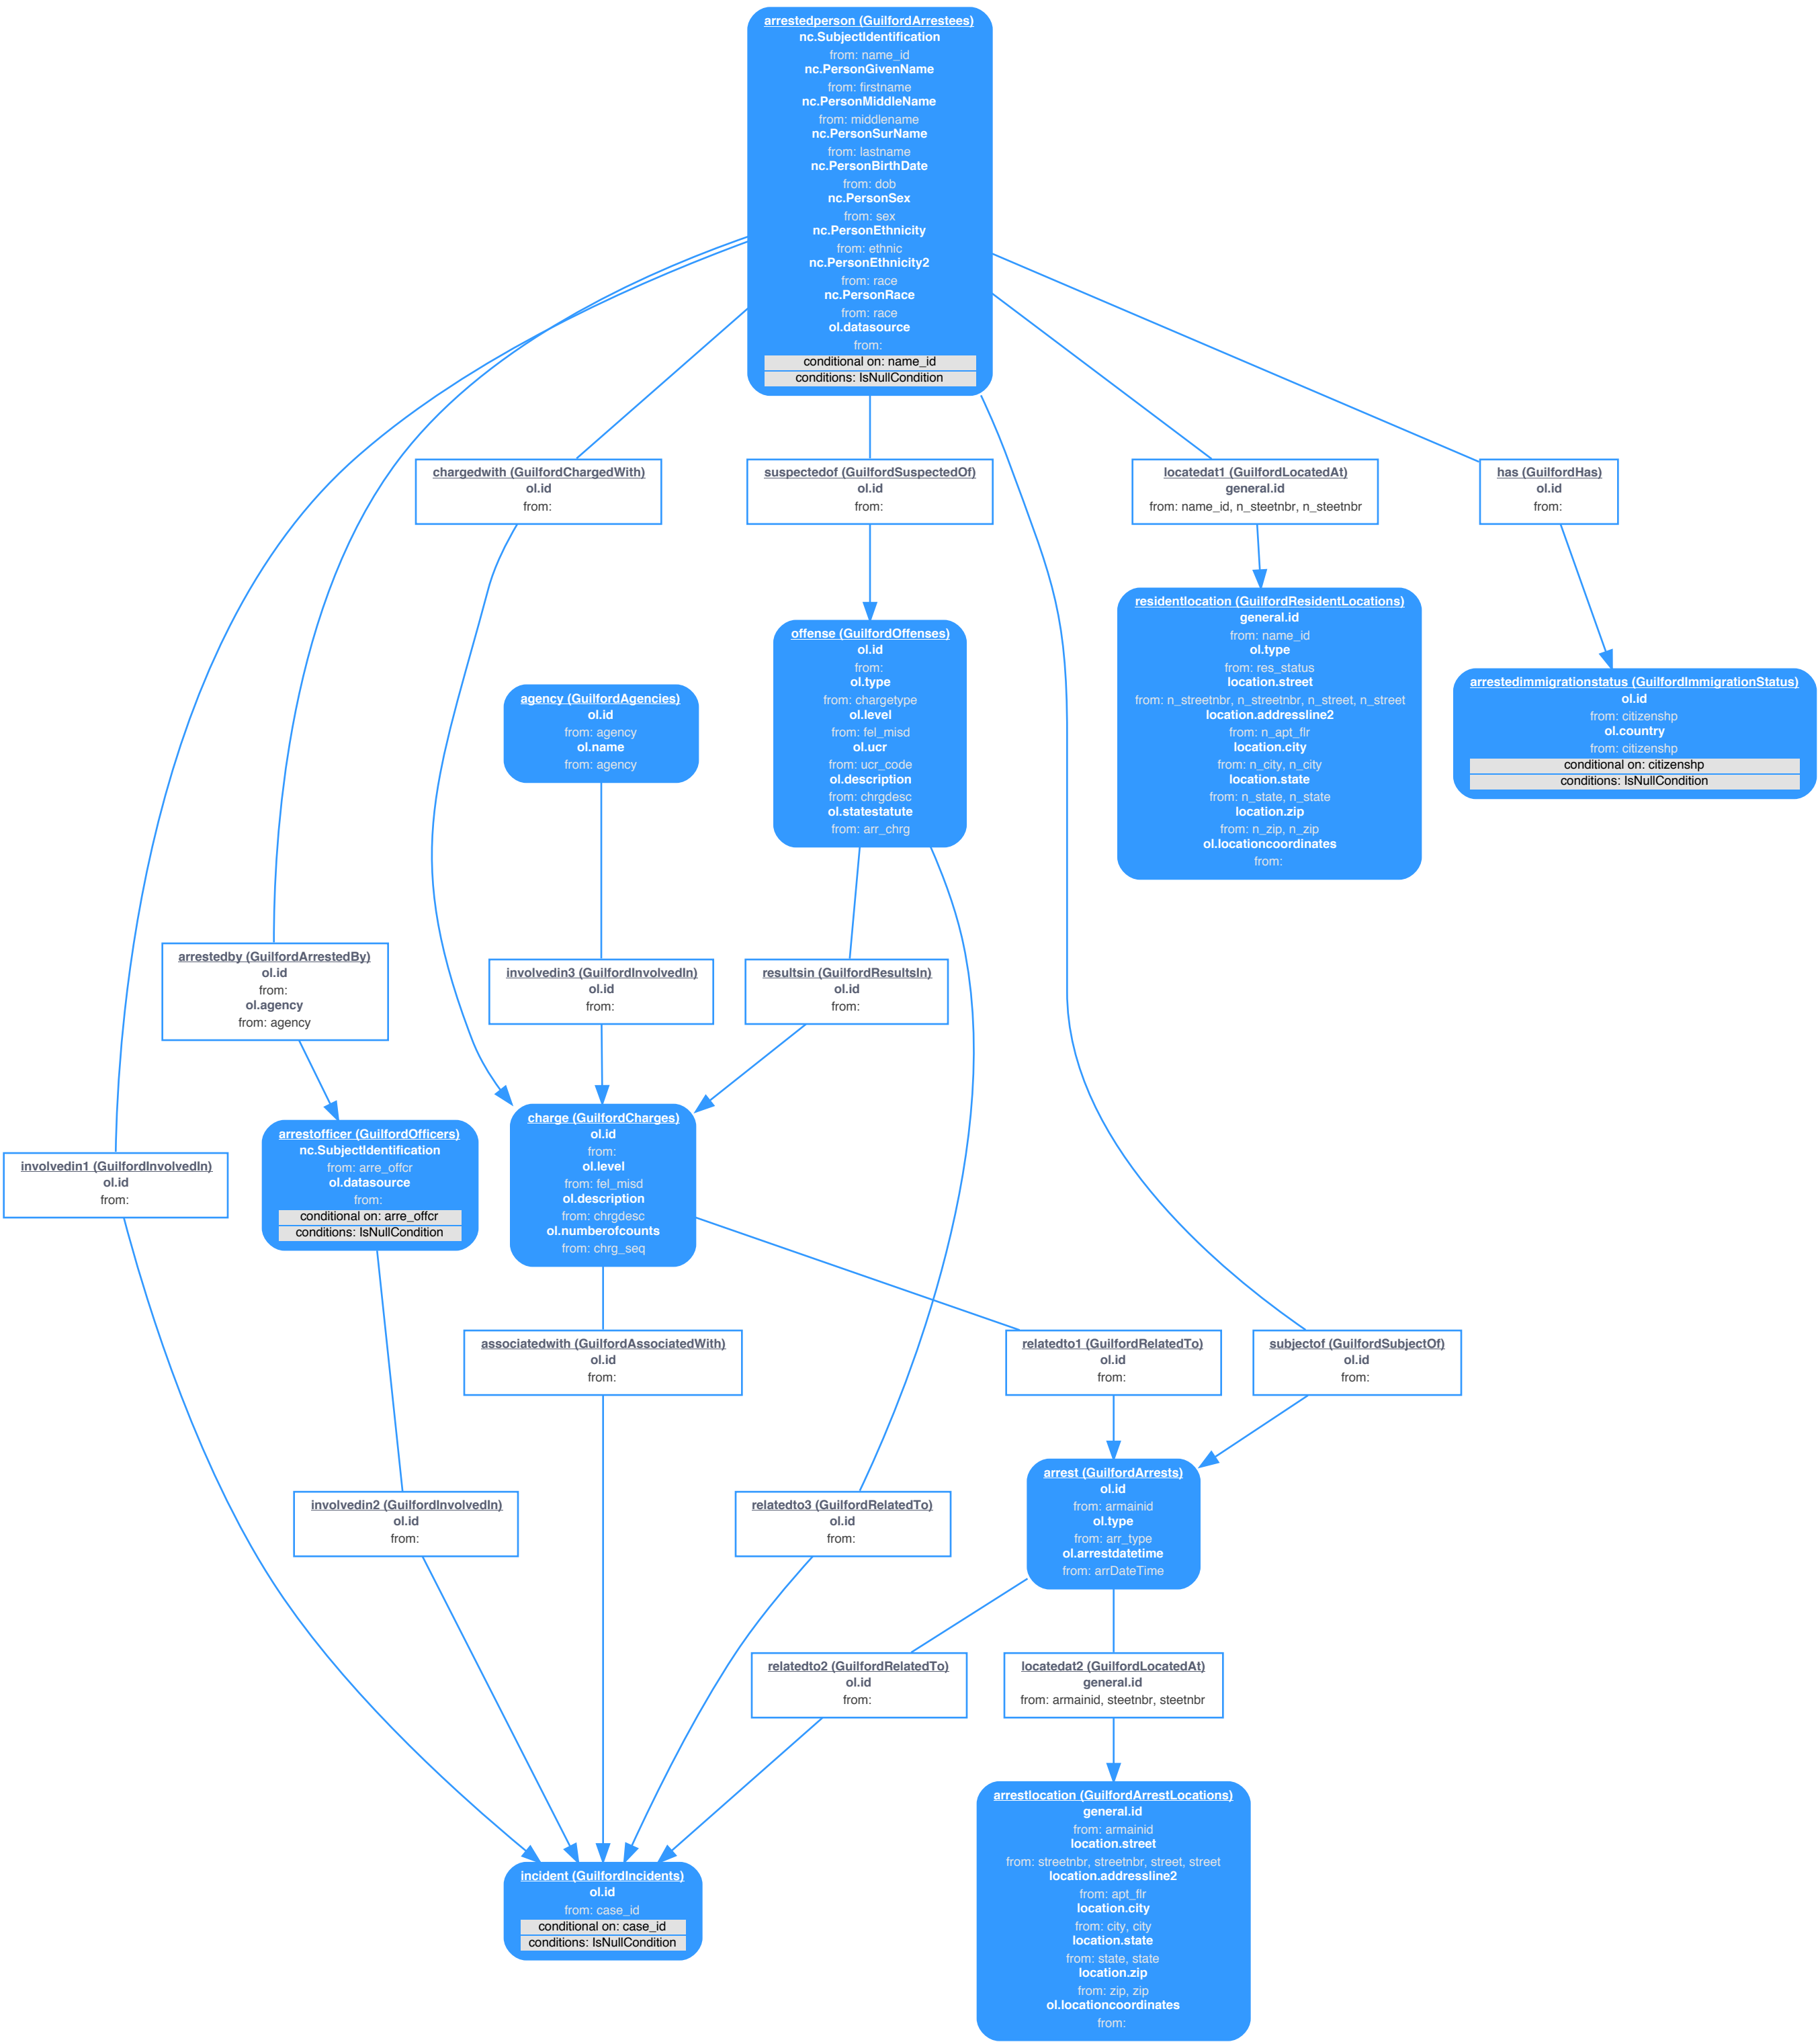 arrestedperson (GuilfordArrestees)
nc.SubjectIdentification
from: name_id
nc.PersonGivenName
from: firstname
nc.PersonMiddleName
from: middlename
nc.PersonSurName
from: lastname
nc.PersonBirthDate
from: dob
nc.PersonSex
from: sex
nc.PersonEthnicity
from: ethnic
nc.PersonEthnicity2
from: race
nc.PersonRace
from: race
ol.datasource
from:
conditional on: name_id
conditions: IsNullCondition
chargedwith (GuilfordChargedWith)
ol.id
from:
suspectedof (GuilfordSuspectedOf)
ol.id
from:
locatedat1 (GuilfordLocatedAt)
general.id
from: name_id, n_steetnbr, n_steetnbr
has (GuilfordHas)
ol.id
from:
residentlocation (GuilfordResidentLocations)
general.id
from: name_id
ol.type
from: res_status
location.street
from: n_streetnbr, n_streetnbr, n_street, n_street
location.addressline2
from: n_apt_flr
location.city
from: n_city, n_city
location.state
from: n_state, n_state
location.zip
from: n_zip, n_zip
ol.locationcoordinates
from:
offense (GuilfordOffenses)
ol.id
from:
ol.type
from: chargetype
ol.level
from: fel_misd
ol.ucr
from: ucr_code
ol.description
from: chrgdesc
ol.statestatute
from: arr_chrg
agency (GuilfordAgencies)
ol.id
from: agency
ol.name
from: agency
arrestedimmigrationstatus (GuilfordImmigrationStatus)
ol.id
from: citizenshp
ol.country
from: citizenshp
conditional on: citizenshp
conditions: IsNullCondition
arrestedby (GuilfordArrestedBy)
ol.id
from:
ol.agency
from: agency
involvedin3 (GuilfordInvolvedIn)
ol.id
from:
resultsin (GuilfordResultsIn)
ol.id
from:
charge (GuilfordCharges)
ol.id
from:
ol.level
from: fel_misd
ol.description
from: chrgdesc
ol.numberofcounts
from: chrg_seq
arrestofficer (GuilfordOfficers)
nc.SubjectIdentification
from: arre_offcr
ol.datasource
from:
conditional on: arre_offcr
conditions: IsNullCondition
involvedin1 (GuilfordInvolvedIn)
ol.id
from:
associatedwith (GuilfordAssociatedWith)
ol.id
from:
relatedto1 (GuilfordRelatedTo)
ol.id
from:
subjectof (GuilfordSubjectOf)
ol.id
from:
arrest (GuilfordArrests)
ol.id
from: armainid
ol.type
from: arr_type
ol.arrestdatetime
from: arrDateTime
involvedin2 (GuilfordInvolvedIn)
ol.id
from:
relatedto3 (GuilfordRelatedTo)
ol.id
from:
relatedto2 (GuilfordRelatedTo)
ol.id
from:
locatedat2 (GuilfordLocatedAt)
general.id
from: armainid, steetnbr, steetnbr
arrestlocation (GuilfordArrestLocations)
general.id
from: armainid
location.street
from: streetnbr, streetnbr, street, street
location.addressline2
from: apt_flr
location.city
from: city, city
location.state
from: state, state
location.zip
from: zip, zip
ol.locationcoordinates
from:
incident (GuilfordIncidents)
ol.id
from: case_id
conditional on: case_id
conditions: IsNullCondition